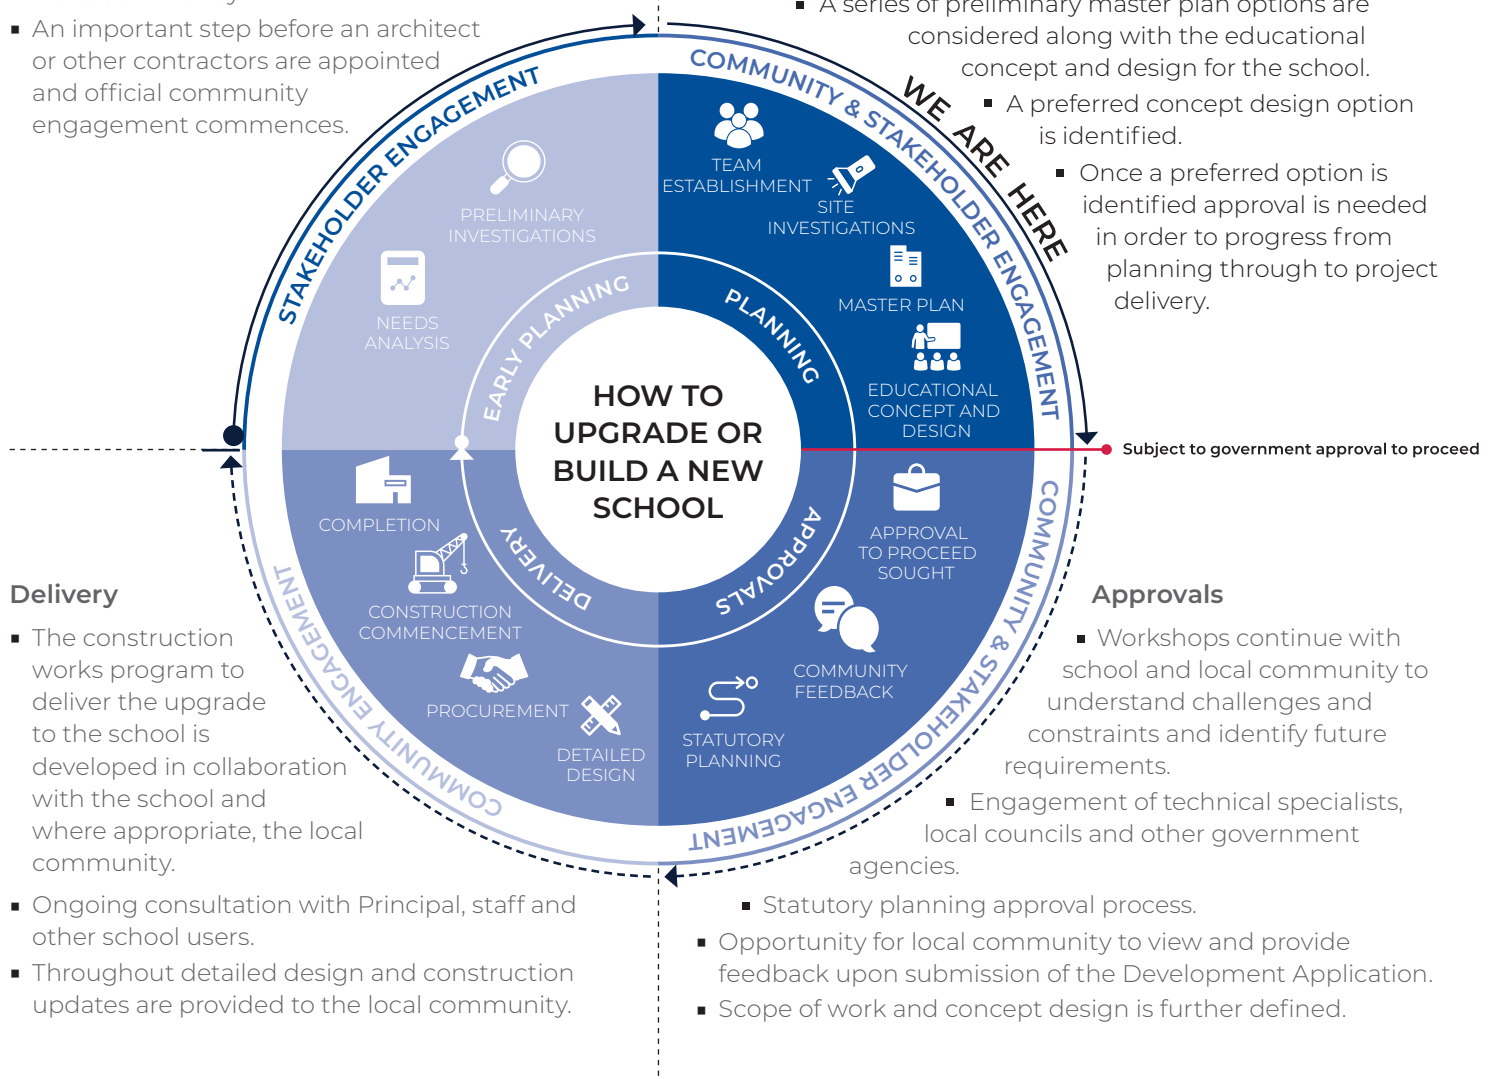 ▪ An important step before an architect
or other contractors are appointed
and official community
engagement commences.
▪ A series of preliminary master plan options are
considered along with the educational
concept and design for the school.
▪ A preferred concept design option
is identified.
▪ Once a preferred option is
identified approval is needed
in order to progress from
planning through to project
delivery.
STAKEHOLDER ENGAGEMENT
COMMUNITY & STAKEHOLDER ENGAGEMENT
WE ARE HERE
PRELIMINARY
INVESTIGATIONS
NEEDS
ANALYSIS
EARLY PLANNING
TEAM
ESTABLISHMENT
SITE
INVESTIGATIONS
MASTER PLAN
EDUCATIONAL
CONCEPT AND
DESIGN
PLANNING
HOW TO
UPGRADE OR
BUILD A NEW
SCHOOL
Subject to government approval to proceed
APPROVALS
APPROVAL
TO PROCEED
SOUGHT
COMMUNITY
FEEDBACK
STATUTORY
PLANNING
COMMUNITY & STAKEHOLDER ENGAGEMENT
DELIVERY
COMPLETION
CONSTRUCTION
COMMENCEMENT
PROCUREMENT
DETAILED
DESIGN
COMMUNITY ENGAGEMENT
Delivery
▪ The construction
works program to
deliver the upgrade
to the school is
developed in collaboration
with the school and
where appropriate, the local
community.
▪ Ongoing consultation with Principal, staff and
other school users.
▪ Throughout detailed design and construction
updates are provided to the local community.
Approvals
▪ Workshops continue with
school and local community to
understand challenges and
constraints and identify future
requirements.
▪ Engagement of technical specialists,
local councils and other government
agencies.
▪ Statutory planning approval process.
▪ Opportunity for local community to view and provide
feedback upon submission of the Development Application.
▪ Scope of work and concept design is further defined.